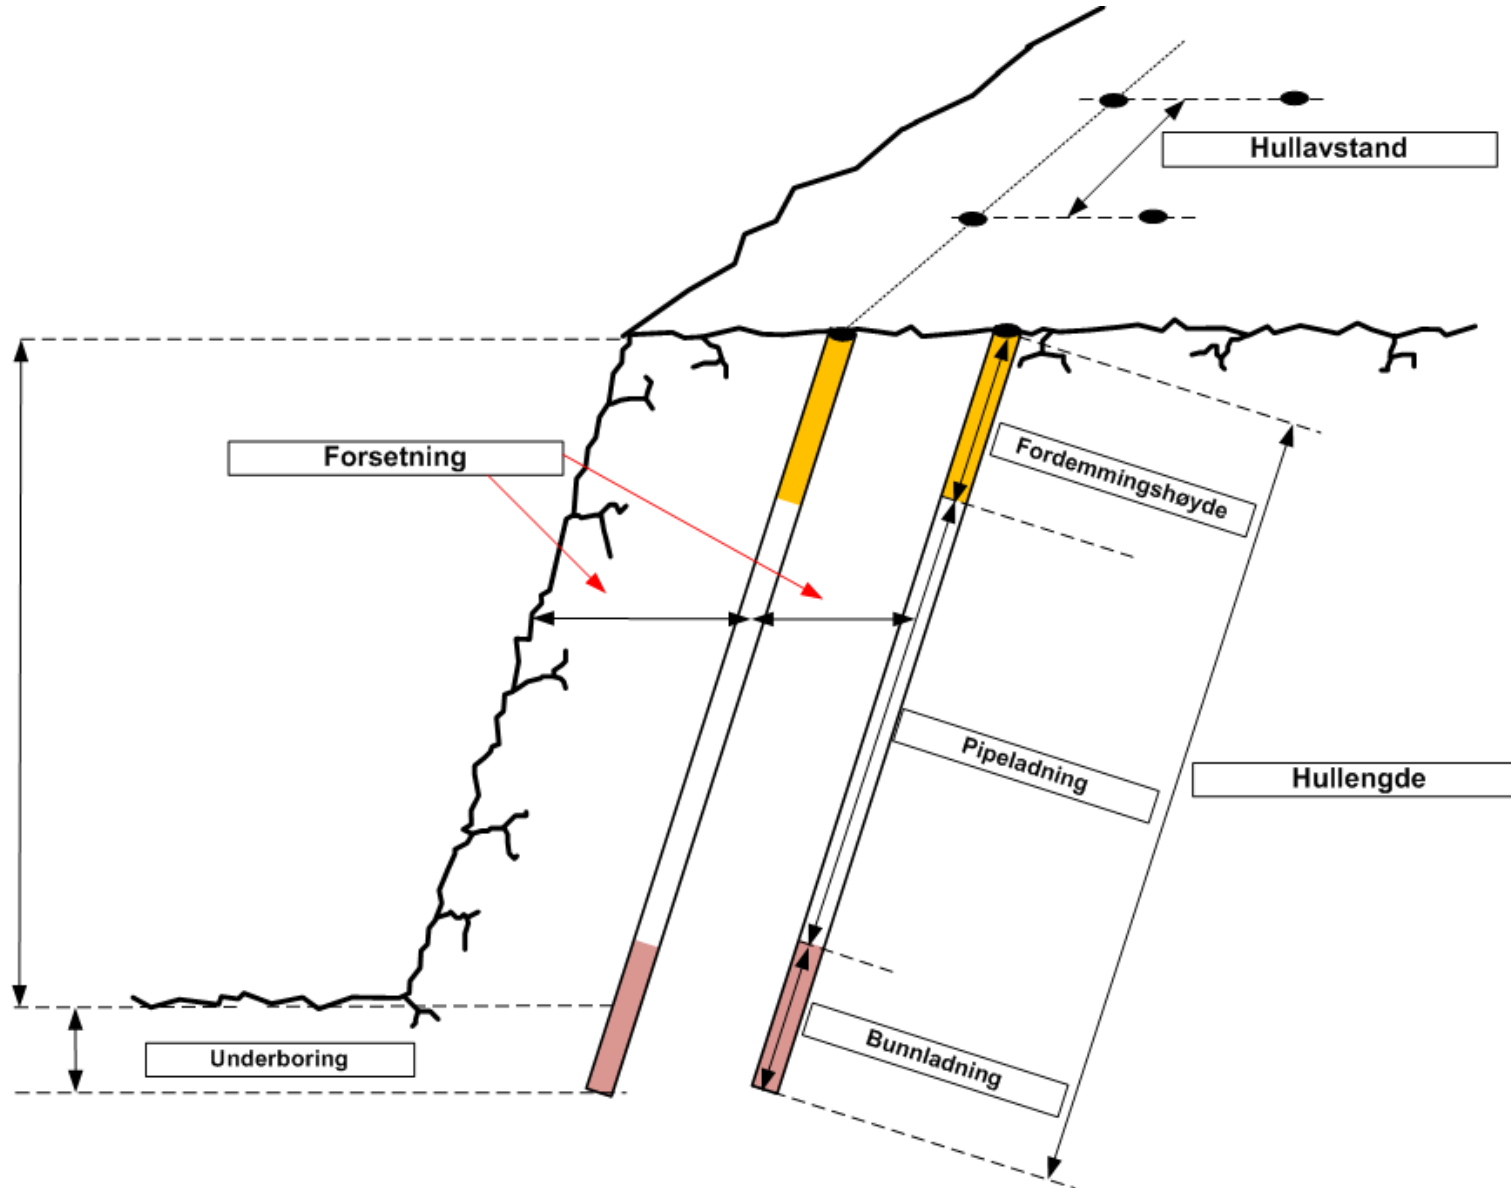 Hullavstand
Forsetning
Fordemmingshøyde
Pipeladning
Hullengde
Underboring
Bunnladning